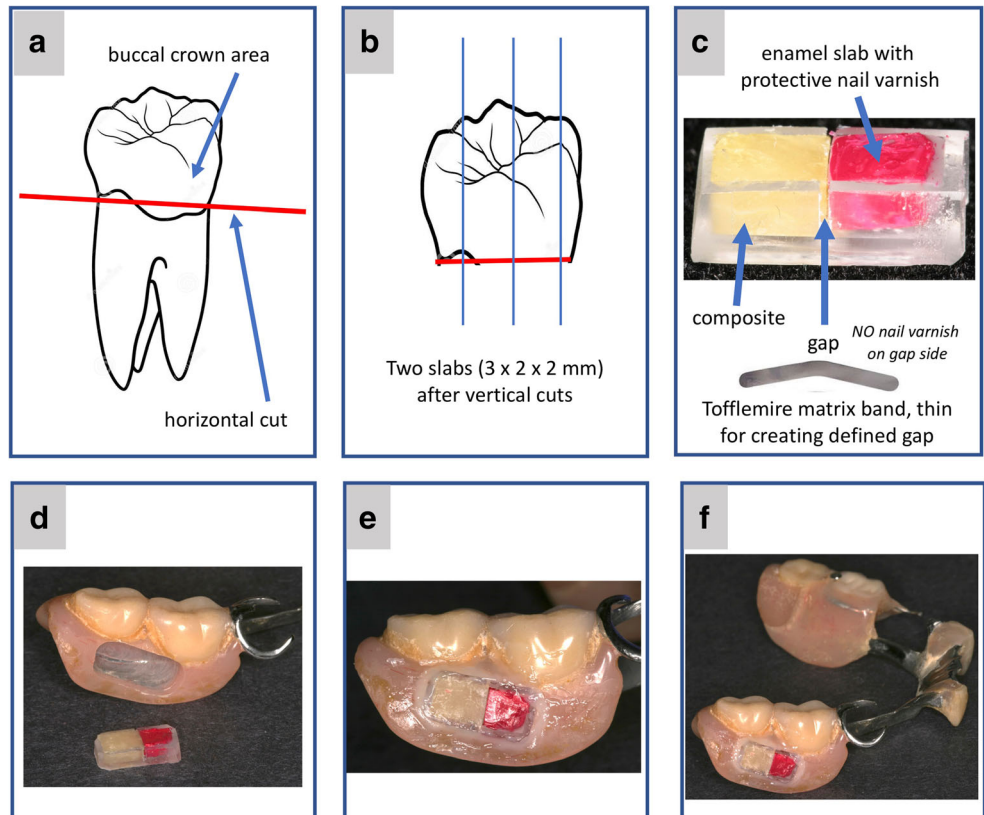 a
buccal crown area
horizontal cut
b
Two slabs (3 x 2 x 2 mm)
after vertical cuts
c
enamel slab with
protective nail varnish
composite
gap
NO nail varnish
on gap side
Tofflemire matrix band, thin
for creating defined gap
d
e
f